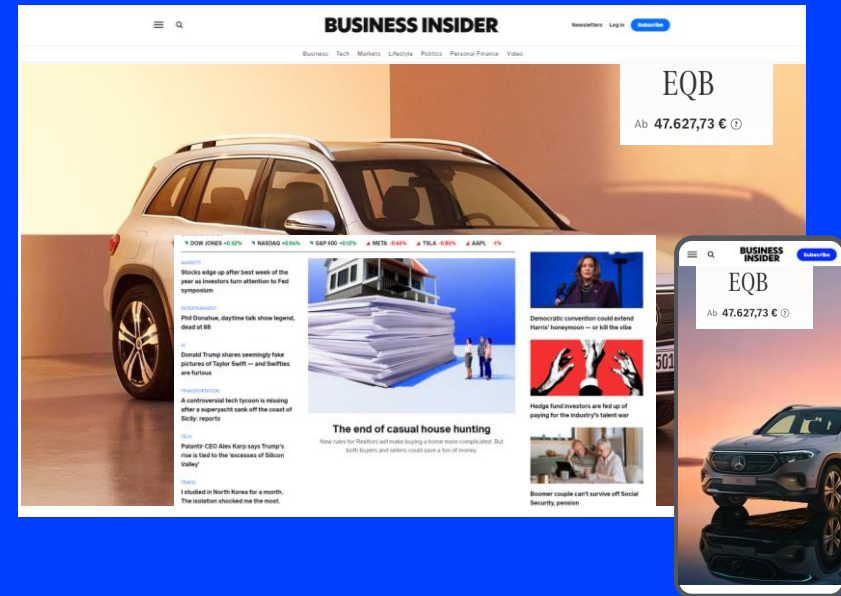 BUSINESS INSIDER
Newsletters Log in Subscribe
Business Tech Markets Lifestyle Politics Personal Finance Video
EQB
Ab 47.627,73 €
DOW JONES +0.52% NASDAQ +0.04% S&P 500 +0.12% META -0.65% TSLA -0.85% AAPL -1%
MARKETS
Stocks edge up after best week of the
year as investors turn attention to Fed
symposium
ENTERTAINMENT
Phil Donahue, daytime talk show legend,
dead at 88
AI
Donald Trump shares seemingly fake
pictures of Taylor Swift — and Swifties
are furious
TRANSPORTATION
A controversial tech tycoon is missing
after a superyacht sank off the coast of
Sicily: reports
TECH
Palantir CEO Alex Karp says Trump's
rise is tied to the 'excesses of Silicon
Valley'
TRAVEL
I studied in North Korea for a month.
The isolation shocked me the most.
The end of casual house hunting
New rules for Realtors will make buying a home more complicated. But
both buyers and sellers could save a ton of money.
Democratic convention could extend
Harris' honeymoon — or kill the vibe
Hedge fund investors are fed up of
paying for the industry's talent war
Boomer couple can't survive off Social
Security, pension
BUSINESS
INSIDER
Subscribe
EQB
Ab 47.627,73 €